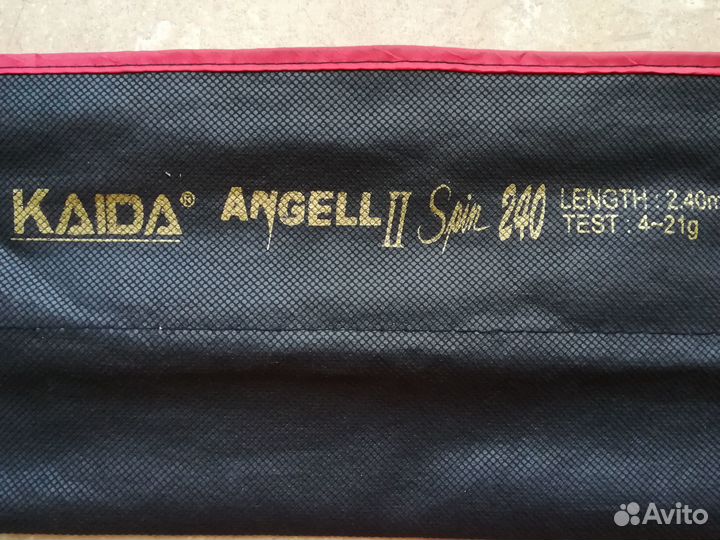 KAIDA® ANGELL II Spin 240 LENGTH : 2.40m
TEST : 4~21g
Avito